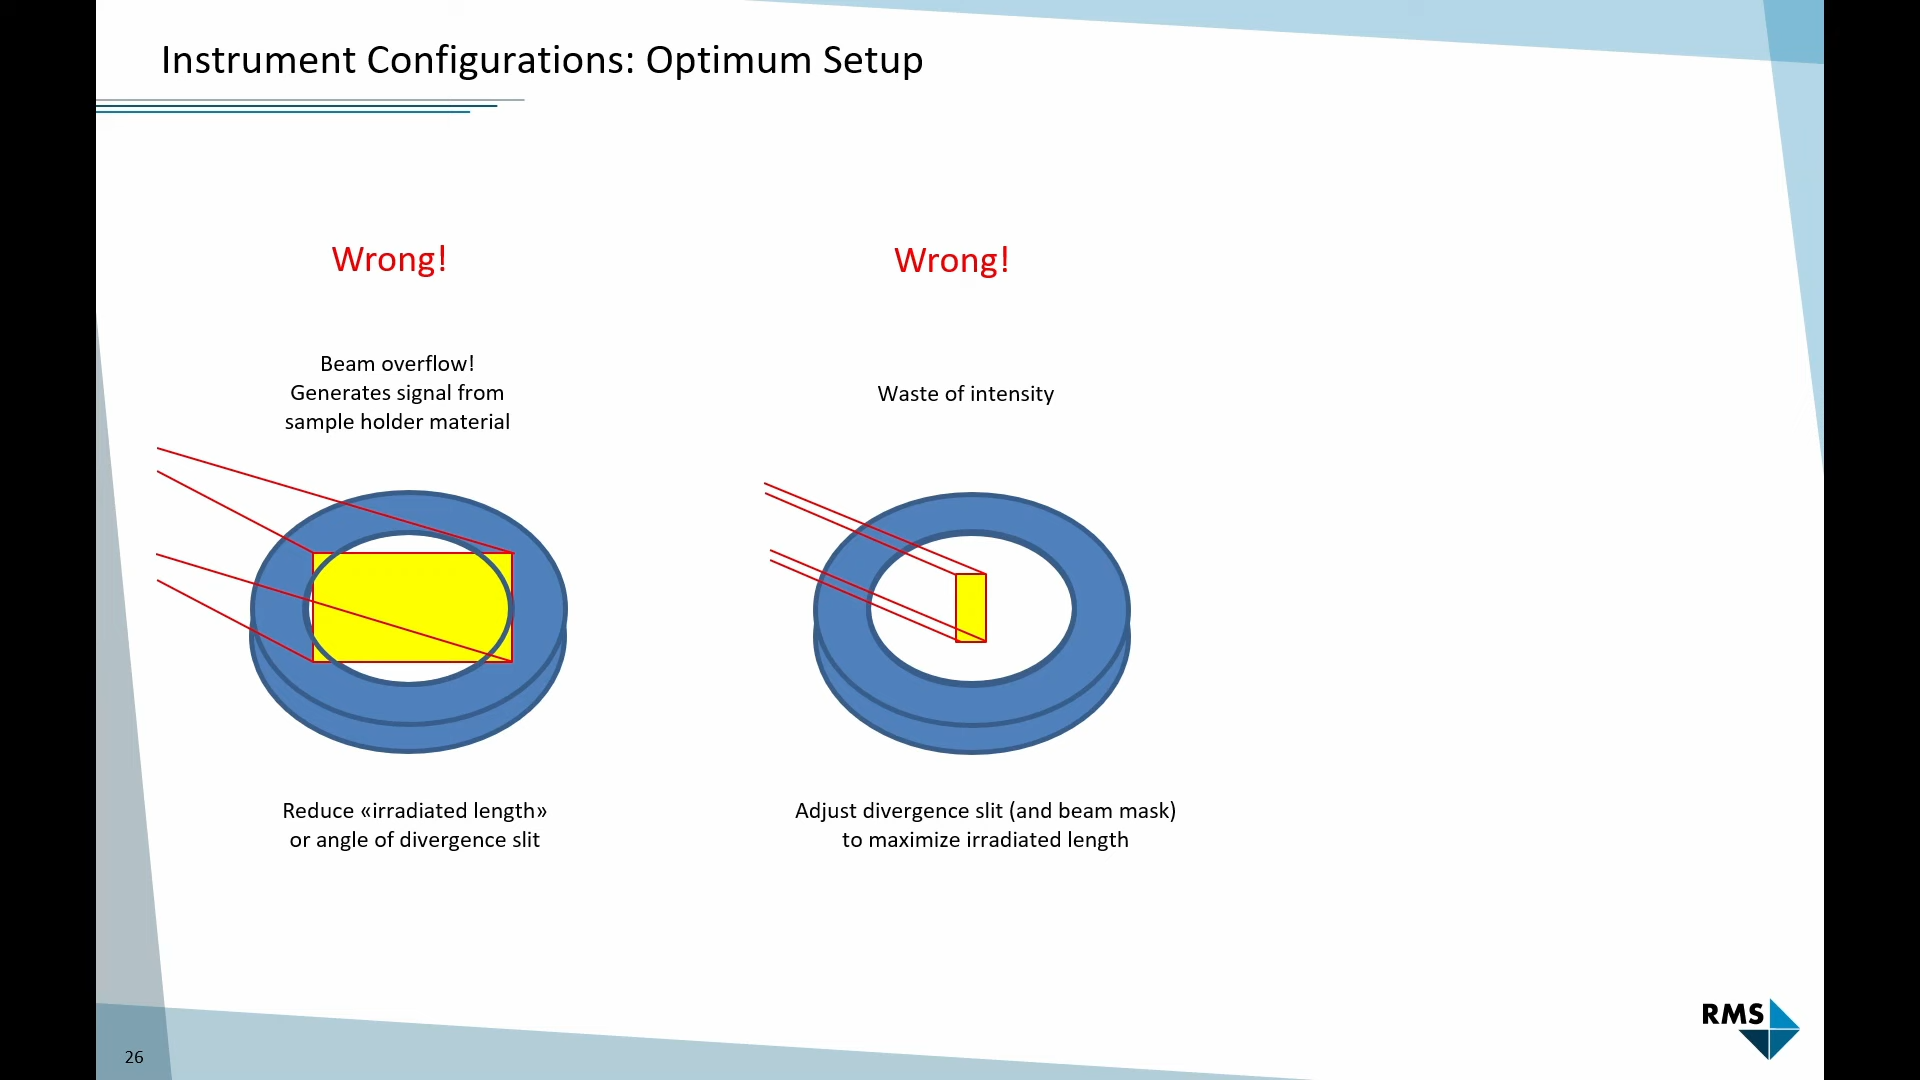 Instrument Configurations: Optimum Setup
Wrong!
Beam overflow!
Generates signal from
sample holder material
Reduce «irradiated length»
or angle of divergence slit
Wrong!
Waste of intensity
Adjust divergence slit (and beam mask)
to maximize irradiated length
RMS
26